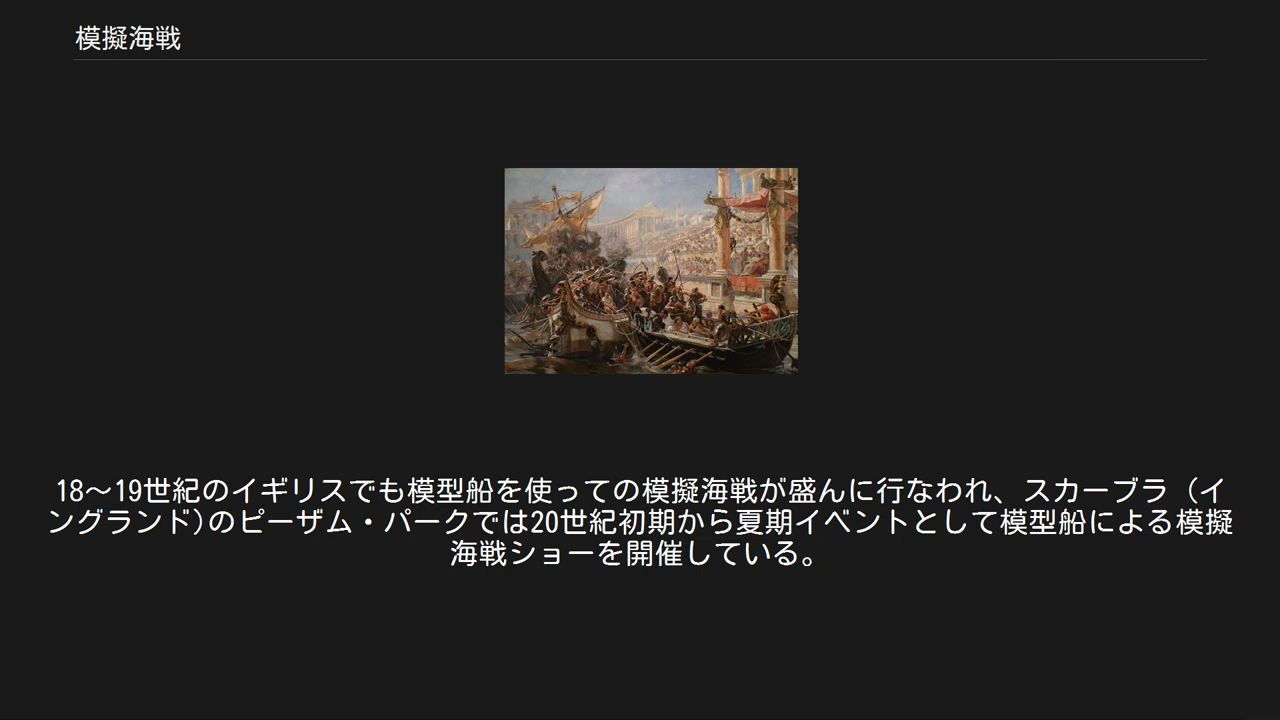 模擬海戦
18～19世紀のイギリスでも模型船を使っての模擬海戦が盛んに行なわれ、スカーブラ（イ
ングランド)のピーザム・パークでは20世紀初期から夏期イベントとして模型船による模擬
海戦ショーを開催している。